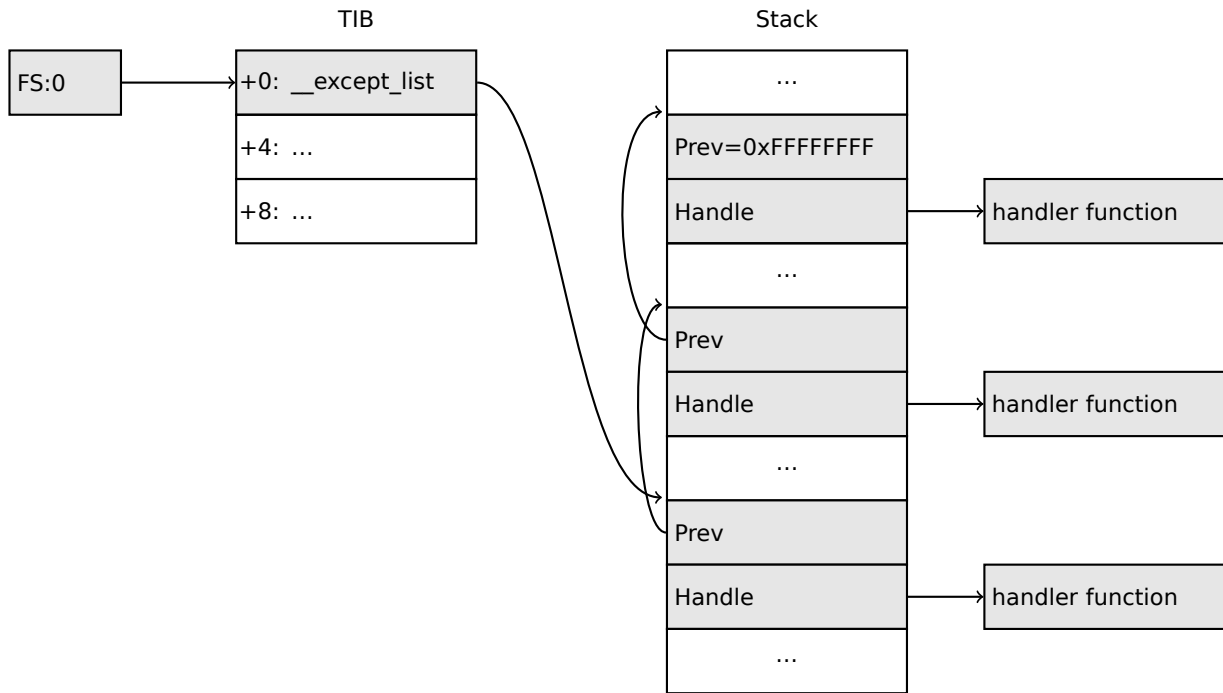 TIB
Stack
FS:0
+0: __except_list
+4: ...
+8: ...
...
Prev=0xFFFFFFFF
Handle
handler function
...
Prev
Handle
handler function
...
Prev
Handle
handler function
...